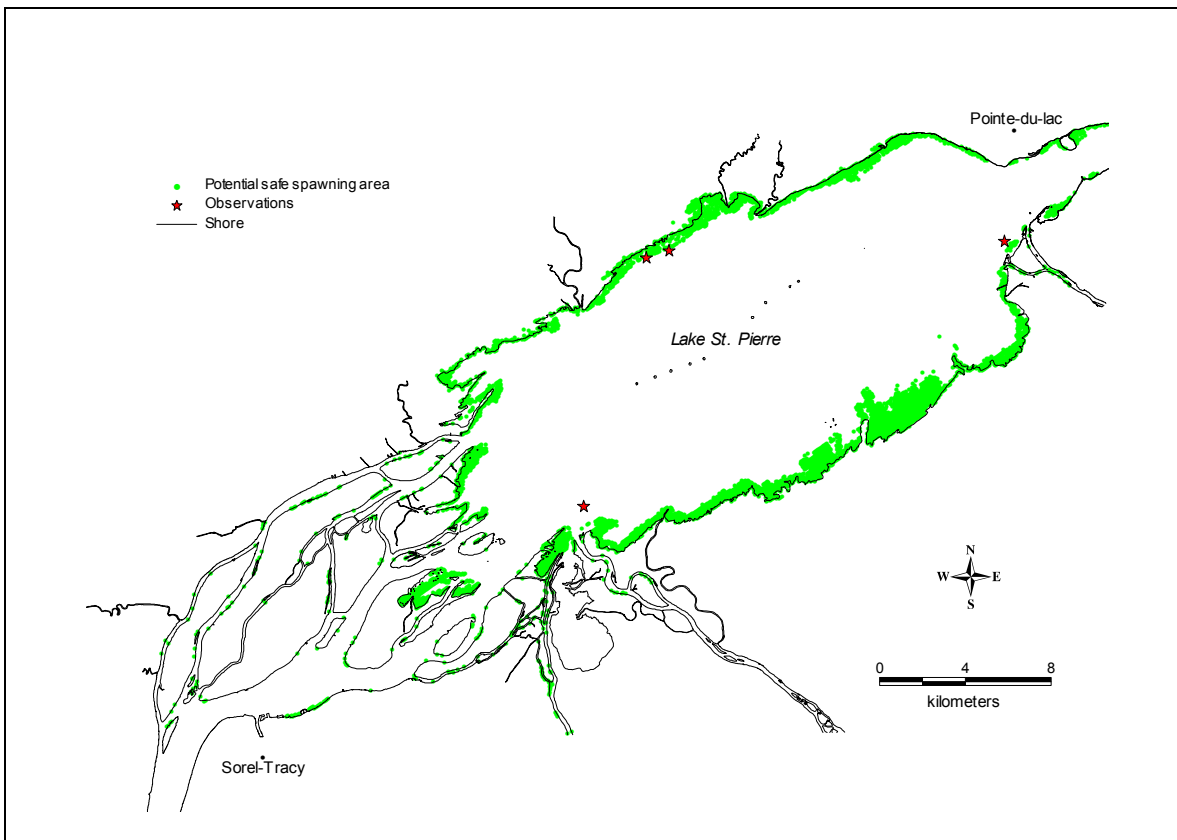 Pointe-du-lac
Potential safe spawning area
Observations
Shore
Lake St. Pierre
N
W E
S
0 4 8
kilometers
Sorel-Tracy